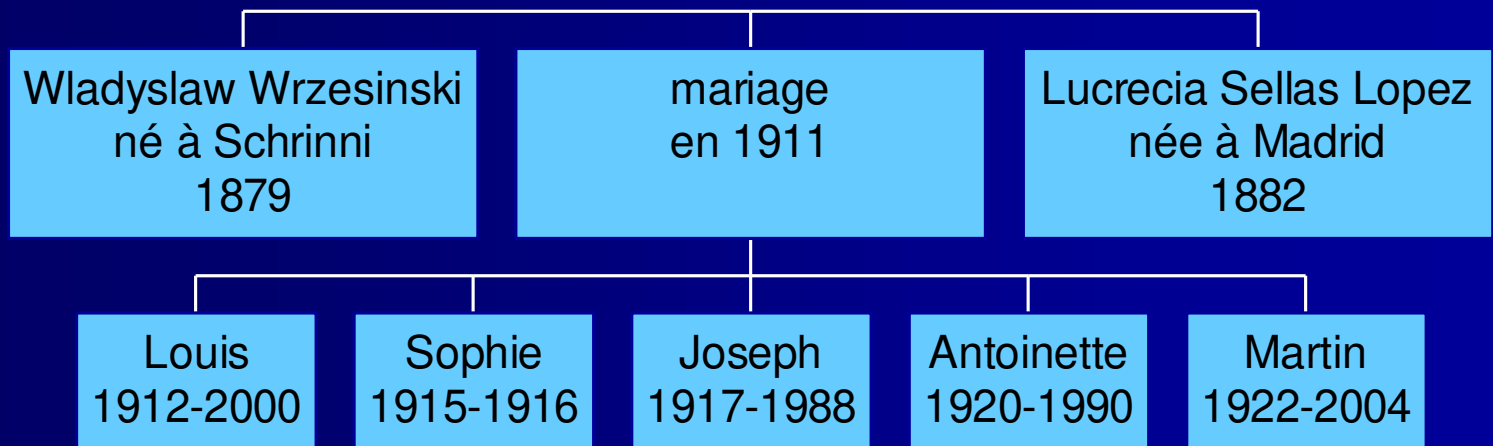 Wladyslaw Wrzesinski
né à Schrinni
1879
mariage
en 1911
Lucrecia Sellas Lopez
née à Madrid
1882
Louis
1912-2000
Sophie
1915-1916
Joseph
1917-1988
Antoinette
1920-1990
Martin
1922-2004